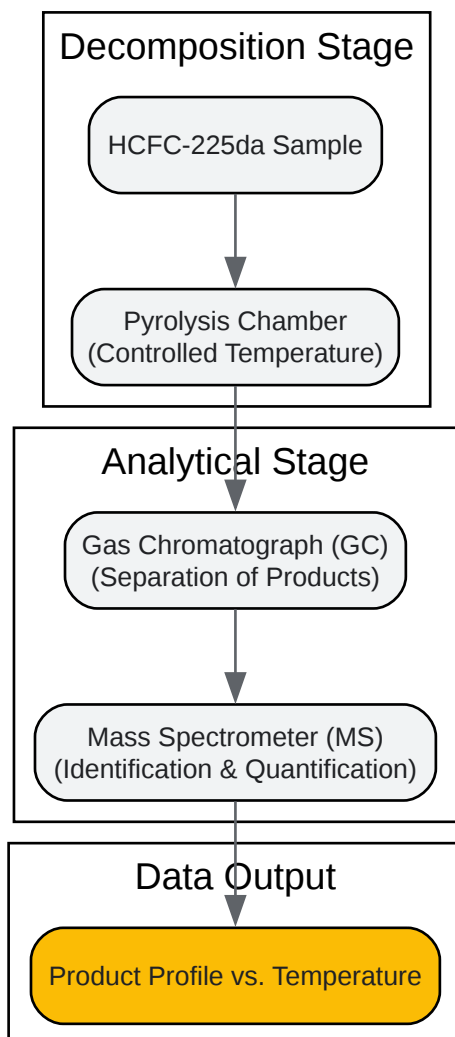 Decomposition Stage
HCFC-225da Sample
Pyrolysis Chamber
(Controlled Temperature)
Analytical Stage
Gas Chromatograph (GC)
(Separation of Products)
Mass Spectrometer (MS)
(Identification & Quantification)
Data Output
Product Profile vs. Temperature